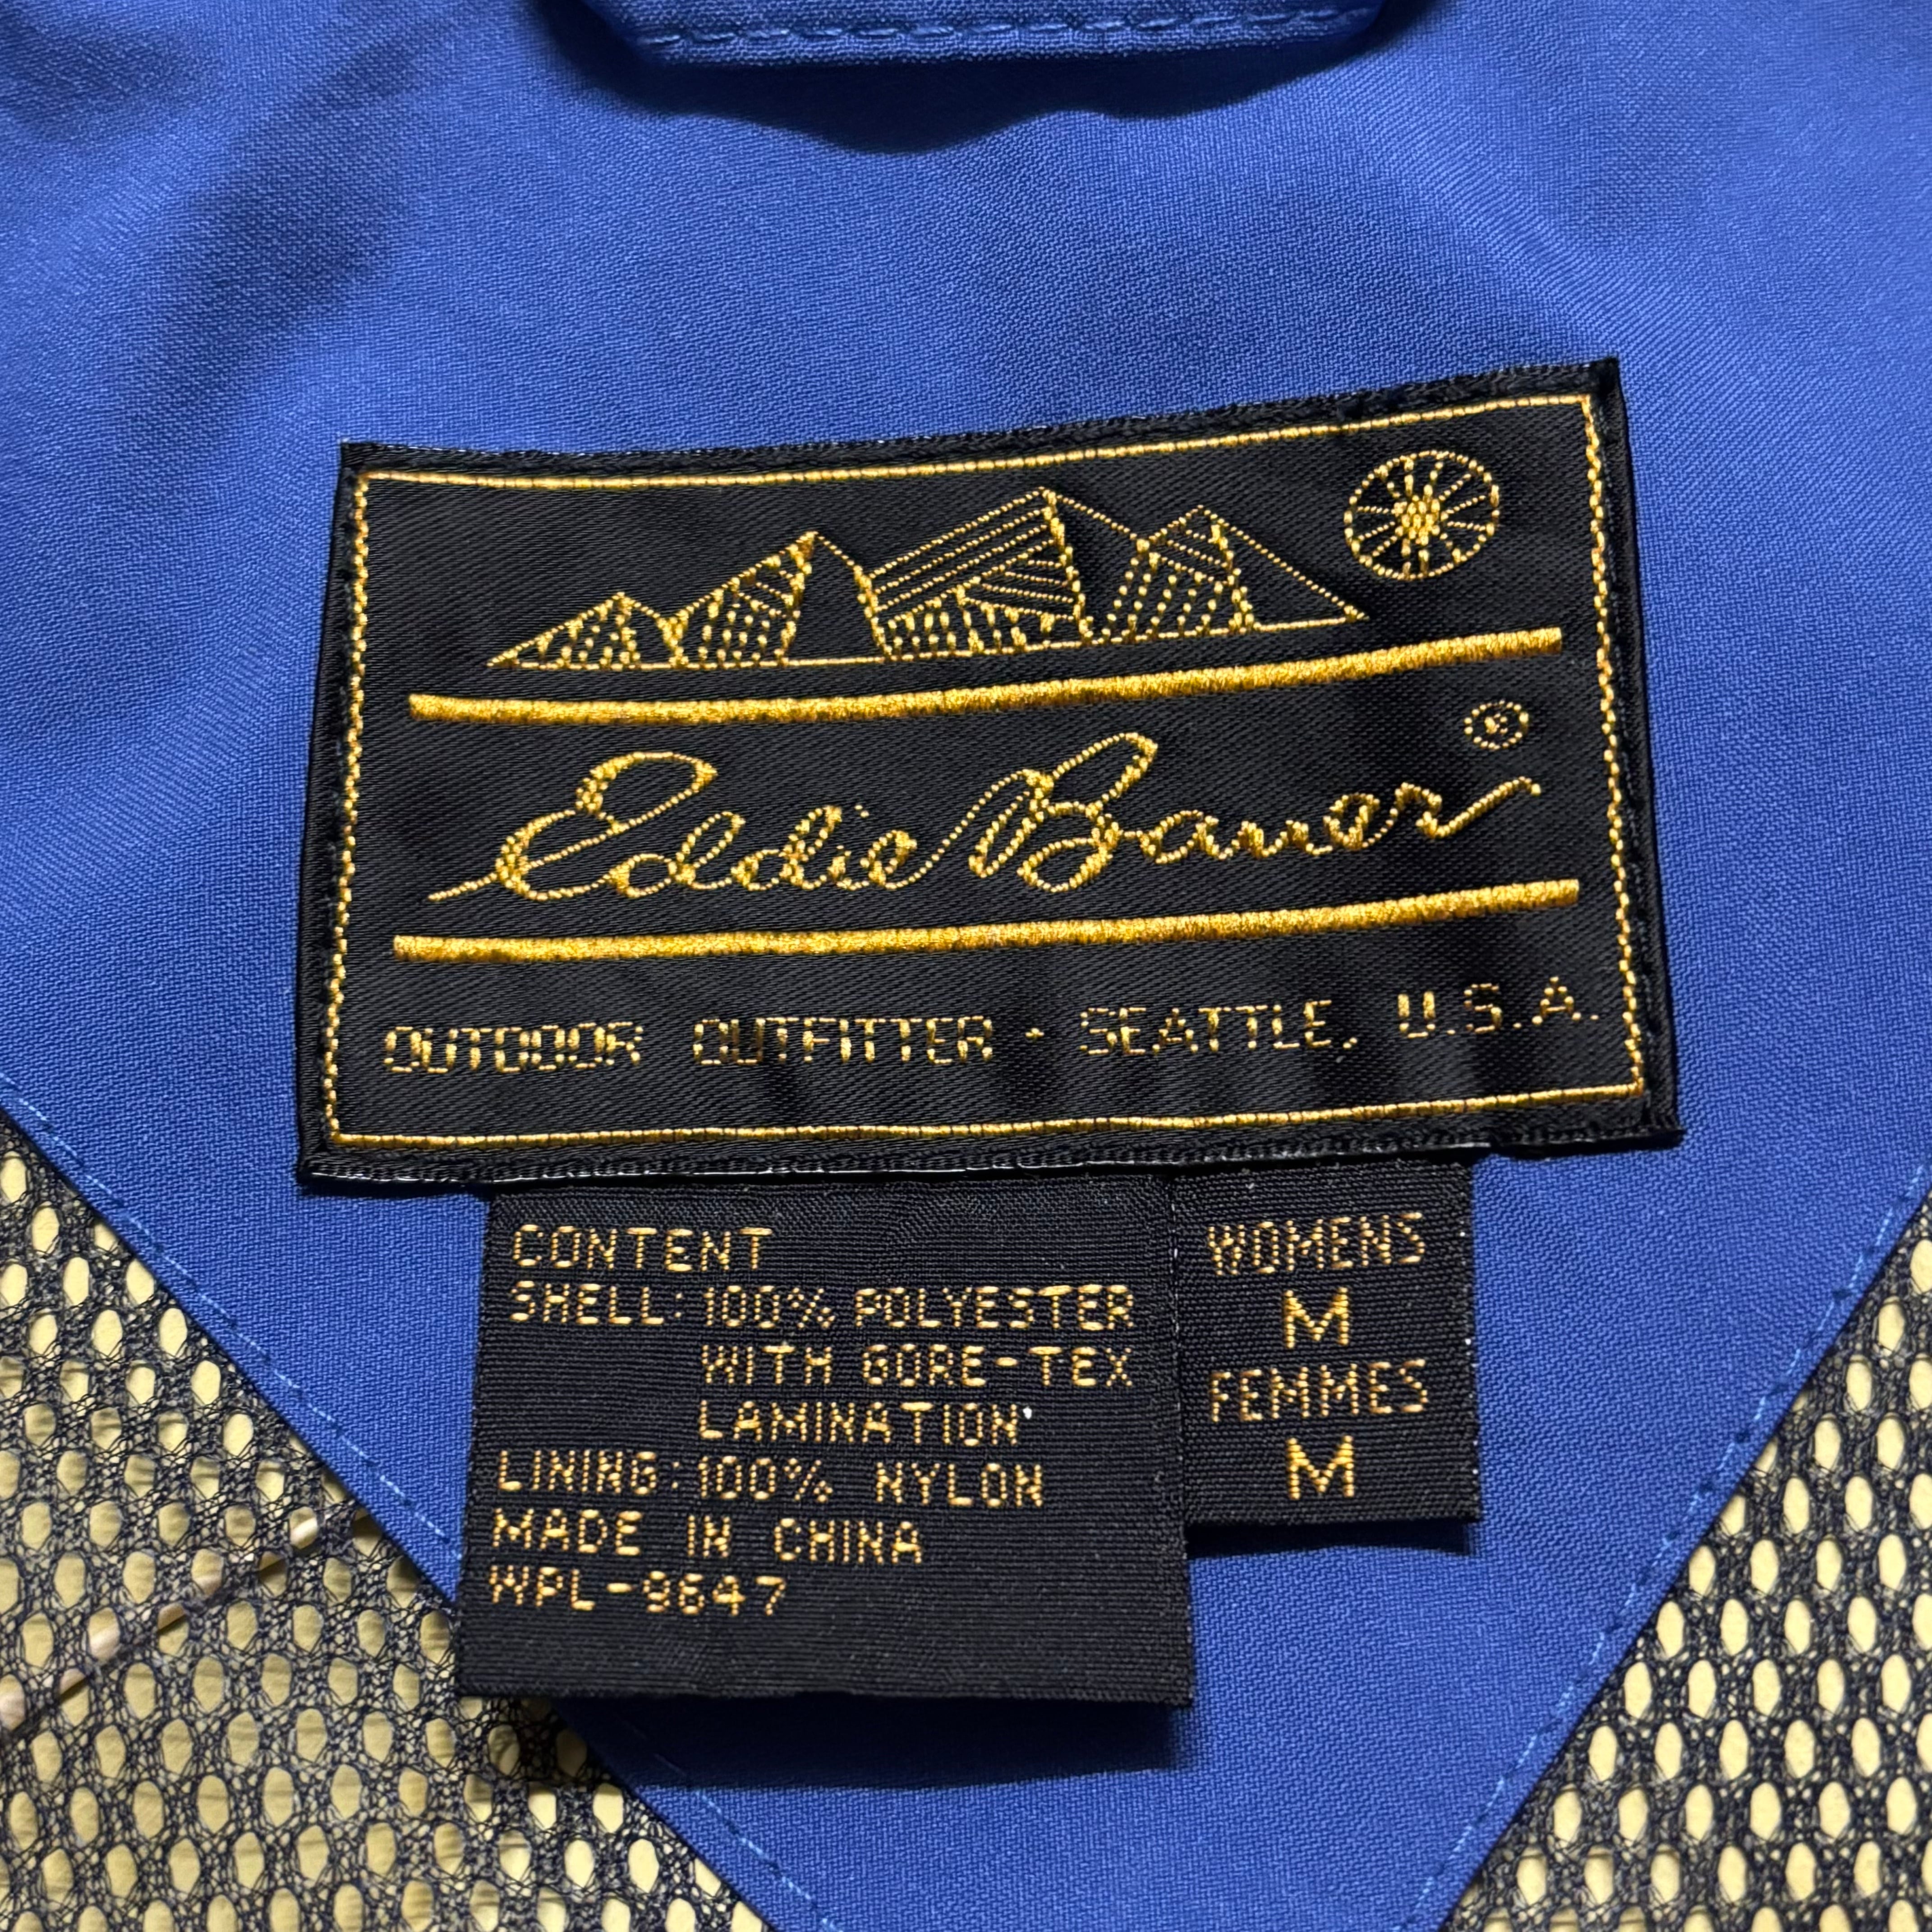 Eddie Bauer®
OUTDOOR OUTFITTER · SEATTLE, U.S.A.
CONTENT
SHELL: 100% POLYESTER
WITH GORE-TEX
LAMINATION
LINING: 100% NYLON
MADE IN CHINA
WPL-9647
WOMENS
M
FEMMES
M